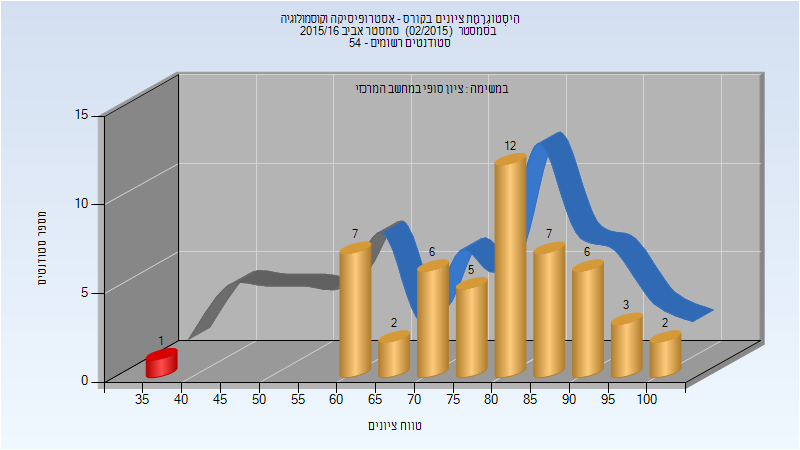 היסטוגרמת ציונים בקורס - אסטרופיסיקה וקוסמולוגיה
בסמסטר (02/2015) סמסטר אביב 2015/16
סטודנטים רשומים - 54
במשימה : ציון סופי במחשב המרכזי
15
10
5
0
מספר סטודנטים
1
7
2
6
5
12
7
6
3
2
35 40 45 50 55 60 65 70 75 80 85 90 95 100
טווח ציונים